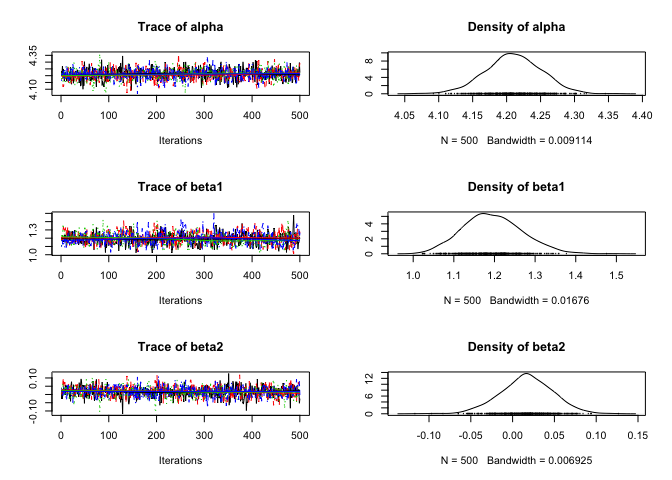 Trace of alpha
4.10 4.35
0 100 200 300 400 500
Iterations
Density of alpha
0 4 8
4.05 4.10 4.15 4.20 4.25 4.30 4.35 4.40
N = 500 Bandwidth = 0.009114
Trace of beta1
1.0 1.3
0 100 200 300 400 500
Iterations
Density of beta1
0 2 4
1.0 1.1 1.2 1.3 1.4 1.5
N = 500 Bandwidth = 0.01676
Trace of beta2
-0.10 0.10
0 100 200 300 400 500
Iterations
Density of beta2
0 4 8 12
-0.10 -0.05 0.00 0.05 0.10 0.15
N = 500 Bandwidth = 0.006925